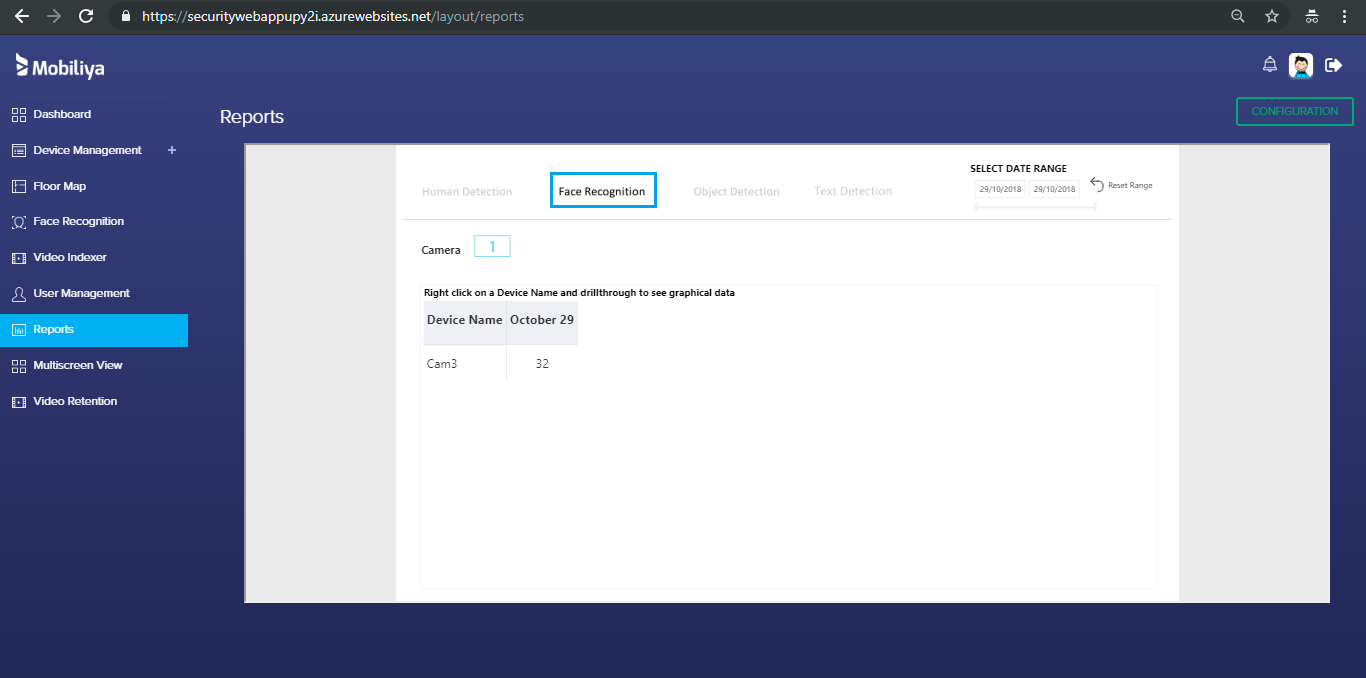 https://securitywebappupy2i.azurewebsites.net/layout/reports
Mobiliya
Dashboard
Device Management +
Floor Map
Face Recognition
Video Indexer
User Management
Reports
Multiscreen View
Video Retention
Reports
CONFIGURATION
Human Detection Face Recognition Object Detection Text Detection
SELECT DATE RANGE
29/10/2018 29/10/2018 Reset Range
Camera 1
Right click on a Device Name and drillthrough to see graphical data
Device Name October 29
Cam3 32